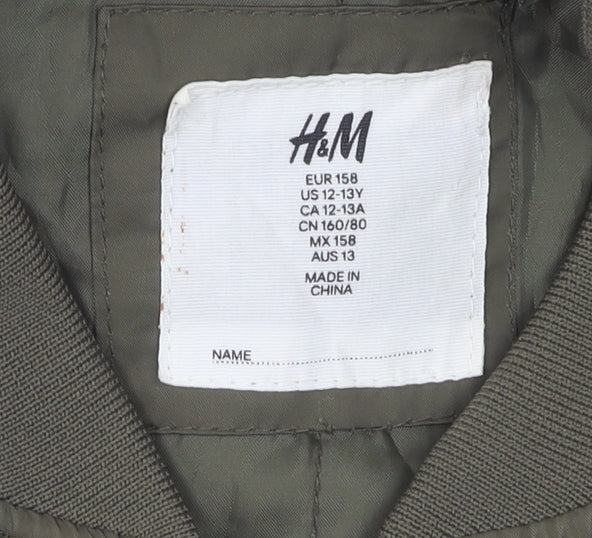 H&M
EUR 158
US 12-13Y
CA 12-13A
CN 160/80
MX 158
AUS 13
MADE IN
CHINA
NAME